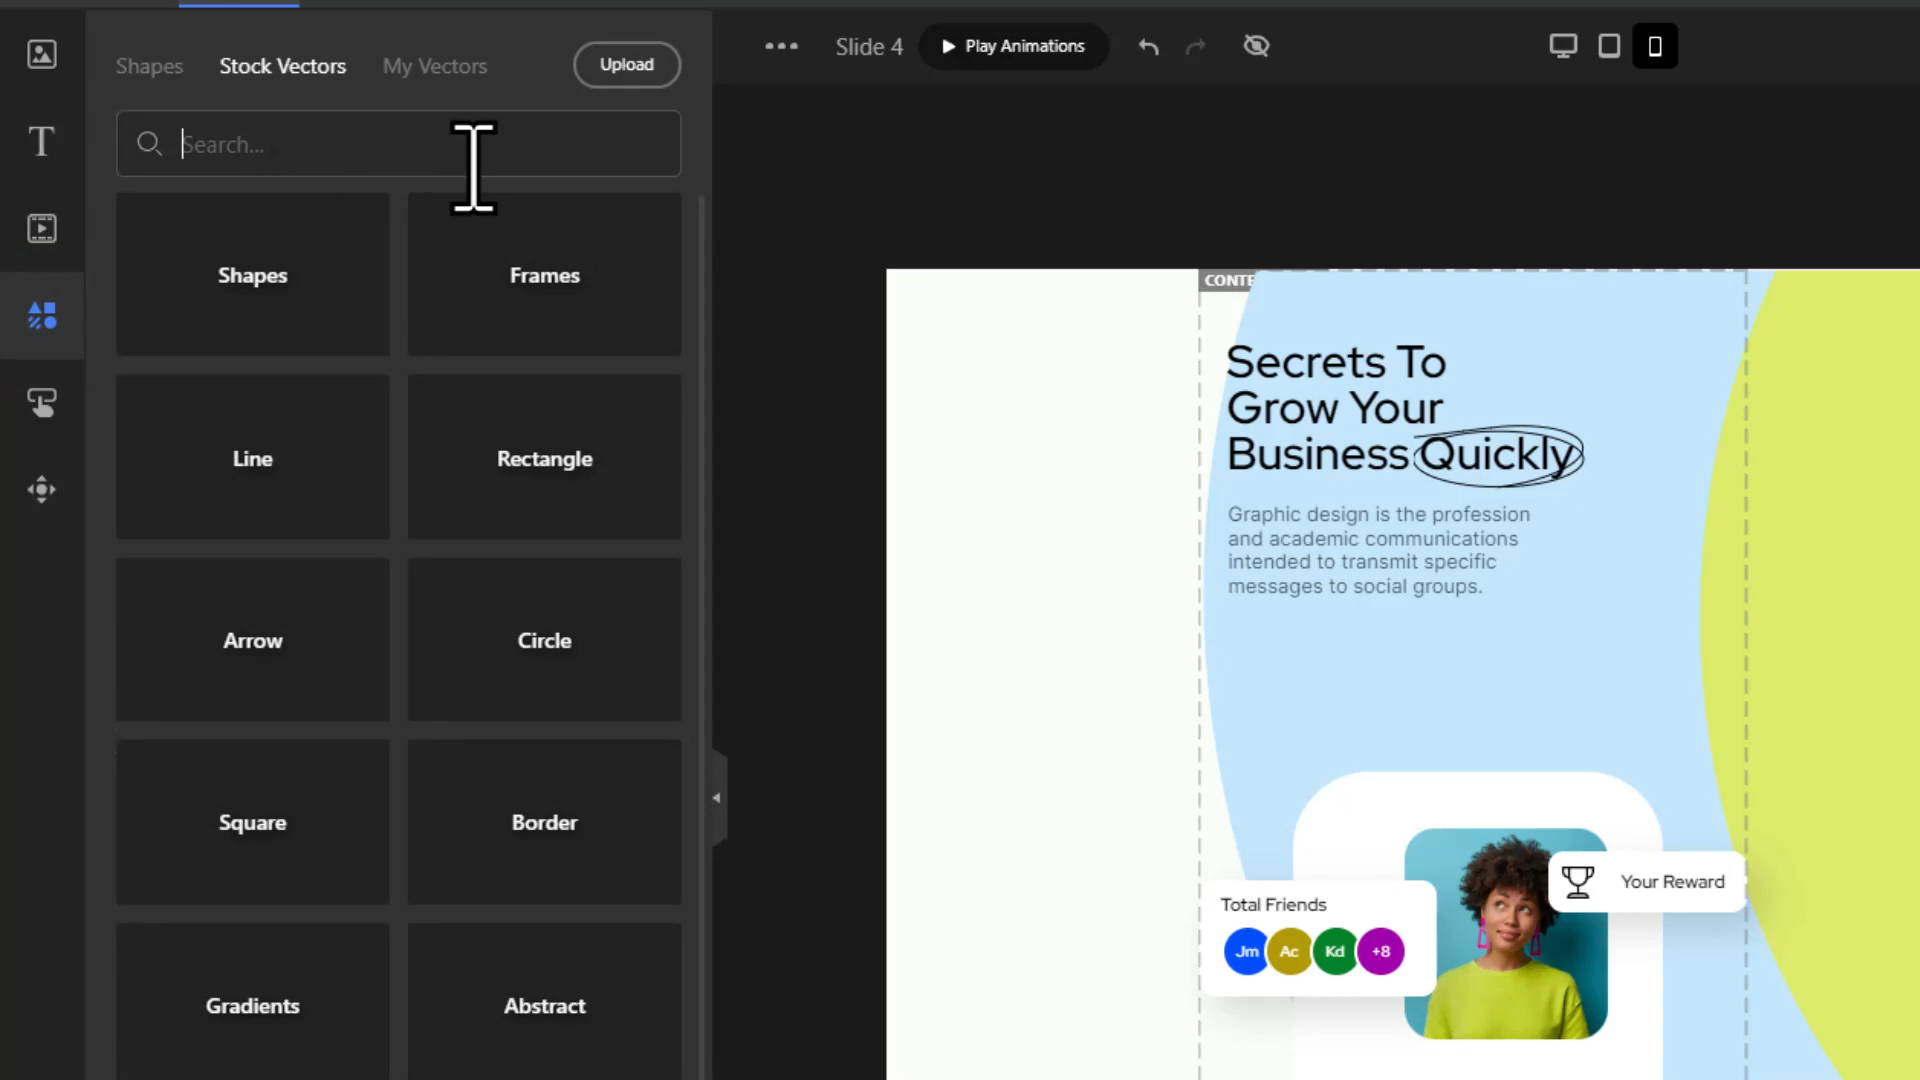 Shapes
Stock Vectors
My Vectors
Upload
Search...
Shapes
Frames
Line
Rectangle
Arrow
Circle
Square
Border
Gradients
Abstract
Slide 4
Play Animations
CONTE
Secrets To
Grow Your
Business Quickly
Graphic design is the profession
and academic communications
intended to transmit specific
messages to social groups.
Your Reward
Total Friends
Jm Ac Kd +8